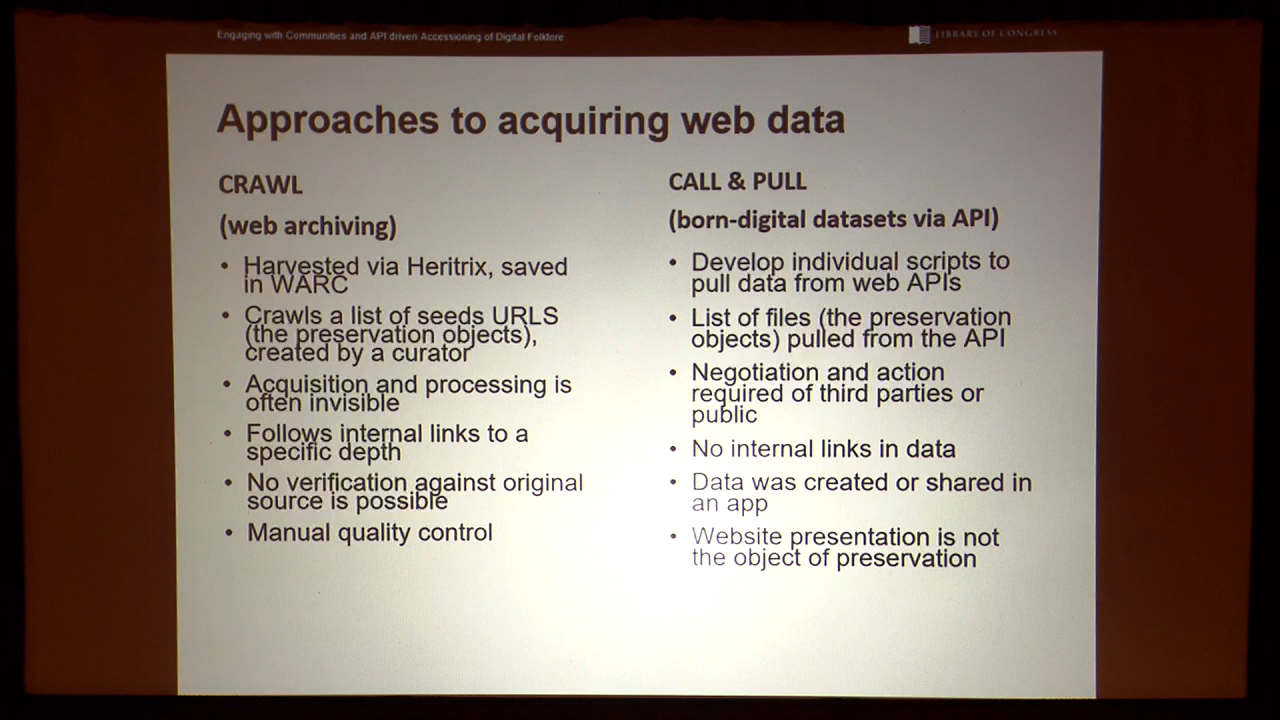 Engaging with Communities and API driven Accessioning of Digital Folklore
LIBRARY OF CONGRESS
Approaches to acquiring web data
CRAWL
(web archiving)
• Harvested via Heritrix, saved
in WARC
• Crawls a list of seeds URLS
(the preservation objects),
created by a curator
• Acquisition and processing is
often invisible
• Follows internal links to a
specific depth
• No verification against original
source is possible
• Manual quality control
CALL & PULL
(born-digital datasets via API)
• Develop individual scripts to
pull data from web APIs
• List of files (the preservation
objects) pulled from the API
• Negotiation and action
required of third parties or
public
• No internal links in data
• Data was created or shared in
an app
• Website presentation is not
the object of preservation